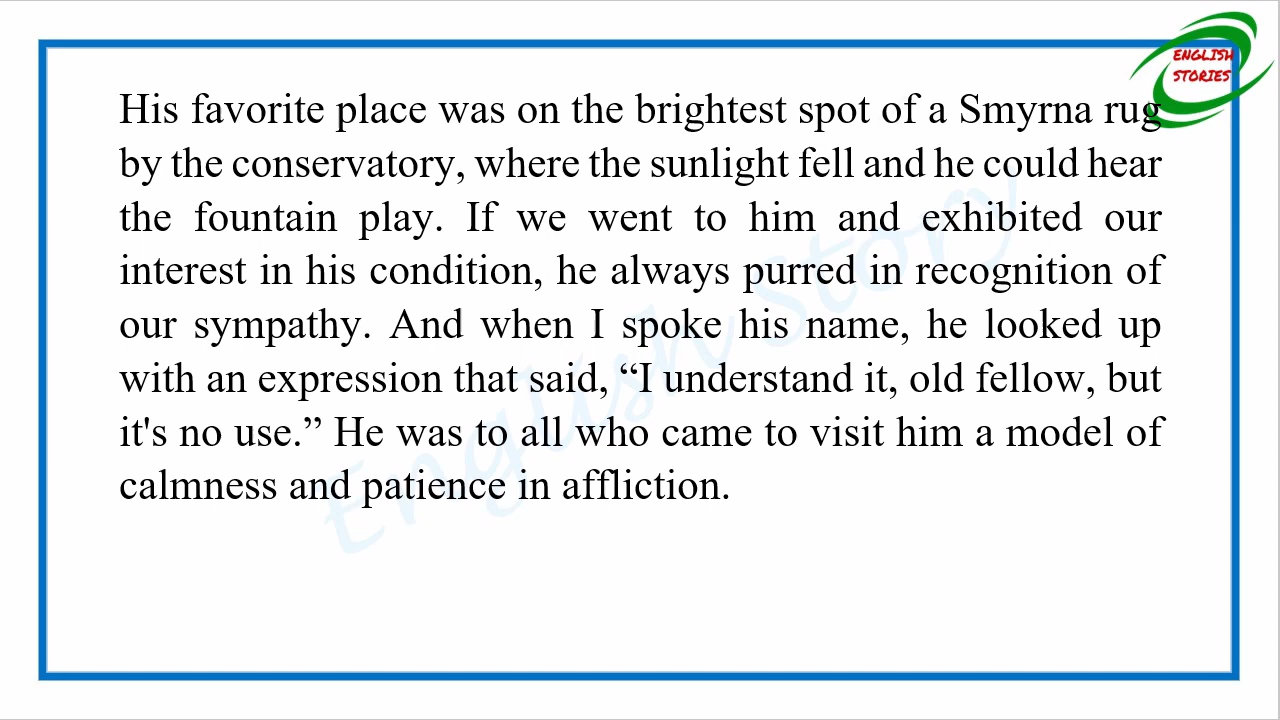 ENGLISH
STORIES
His favorite place was on the brightest spot of a Smyrna rug
by the conservatory, where the sunlight fell and he could hear
the fountain play. If we went to him and exhibited our
interest in his condition, he always purred in recognition of
our sympathy. And when I spoke his name, he looked up
with an expression that said, “I understand it, old fellow, but
it's no use.” He was to all who came to visit him a model of
calmness and patience in affliction.
English Story